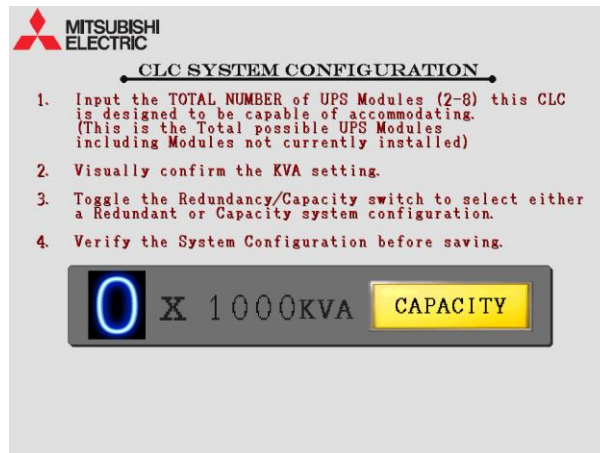 MITSUBISHI
ELECTRIC
CLC SYSTEM CONFIGURATION
1. Input the TOTAL NUMBER of UPS Modules (2-8) this CLC
is designed to be capable of accommodating.
(This is the Total possible UPS Modules
including Modules not currently installed)
2. Visually confirm the KVA setting.
3. Toggle the Redundancy/Capacity switch to select either
a Redundant or Capacity system configuration.
4. Verify the System Configuration before saving.
0 X 1000KVA CAPACITY